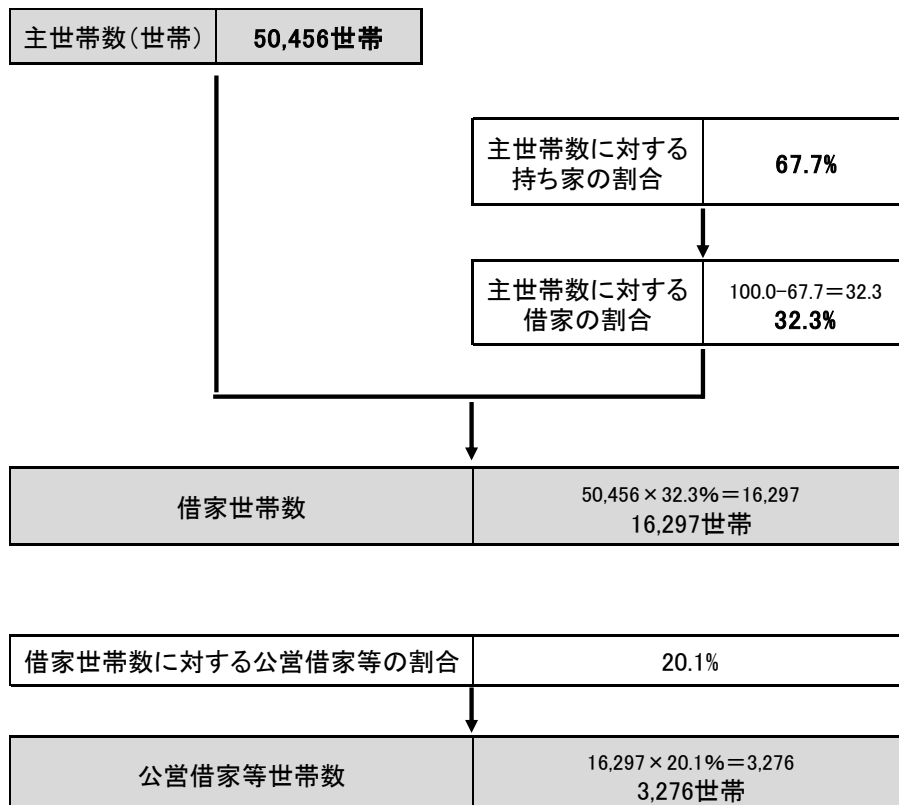 主世帯数（世帯） 50,456世帯
主世帯数に対する
持ち家の割合
67.7%
主世帯数に対する
借家の割合
100.0−67.7＝32.3
32.3%
借家世帯数
50,456×32.3％＝16,297
16,297世帯
借家世帯数に対する公営借家等の割合 20.1%
公営借家等世帯数
16,297×20.1％＝3,276
3,276世帯